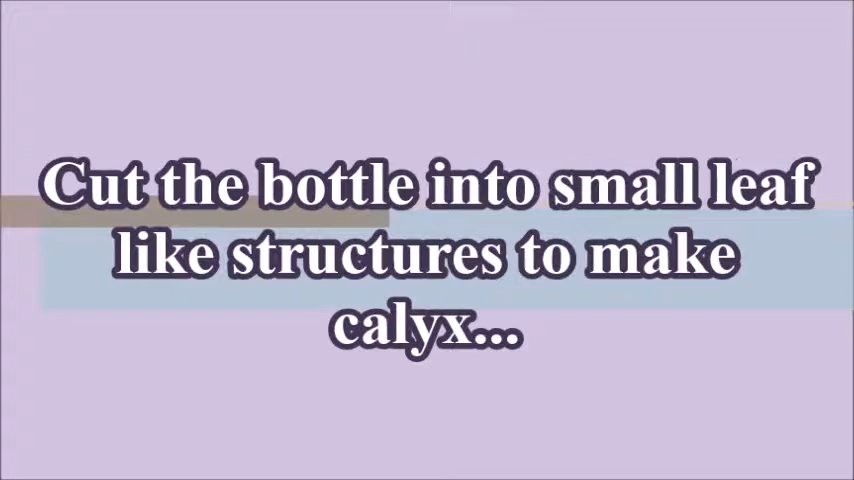 Cut the bottle into small leaf
like structures to make
calyx...